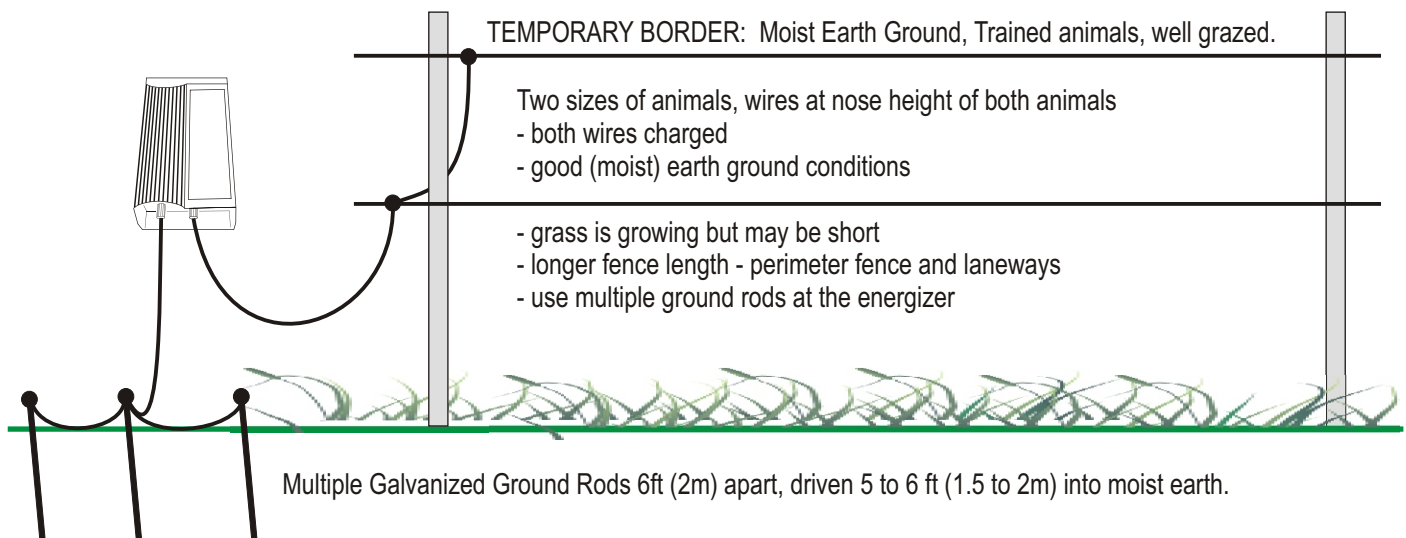 TEMPORARY BORDER: Moist Earth Ground, Trained animals, well grazed.
Two sizes of animals, wires at nose height of both animals
- both wires charged
- good (moist) earth ground conditions
- grass is growing but may be short
- longer fence length - perimeter fence and laneways
- use multiple ground rods at the energizer
Multiple Galvanized Ground Rods 6ft (2m) apart, driven 5 to 6 ft (1.5 to 2m) into moist earth.